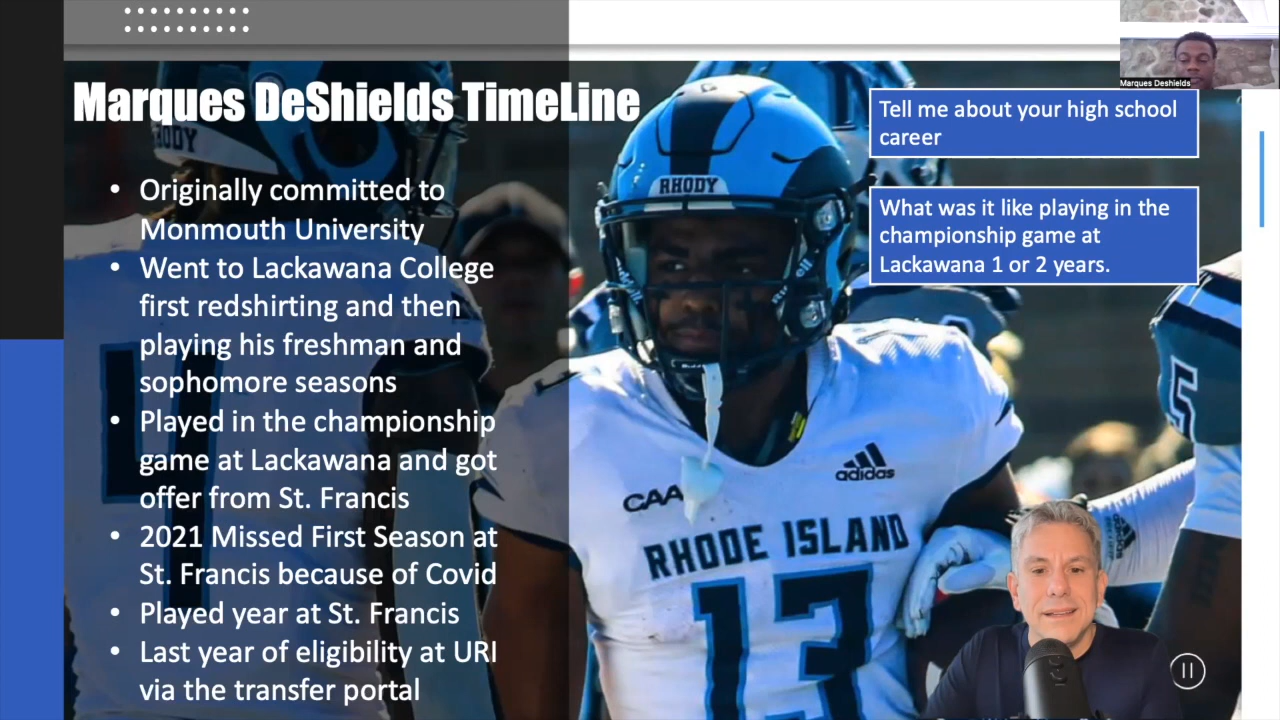 Marques DeShields TimeLine
• Originally committed to
Monmouth University
• Went to Lackawana College
first redshirting and then
playing his freshman and
sophomore seasons
• Played in the championship
game at Lackawana and got
offer from St. Francis
• 2021 Missed First Season at
St. Francis because of Covid
• Played year at St. Francis
• Last year of eligibility at URI
via the transfer portal
Marques Deshields
Tell me about your high school
career
What was it like playing in the
championship game at
Lackawana 1 or 2 years.
RHODY
RHODY
adidas
CAA
RHODE ISLAND
13
5
4